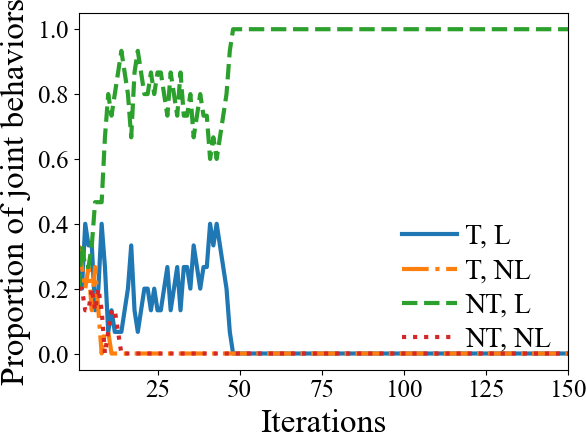 Proportion of joint behaviors
1.0
0.8
0.6
0.4
0.2
0.0
T, L
T, NL
NT, L
NT, NL
25 50 75 100 125 150
Iterations